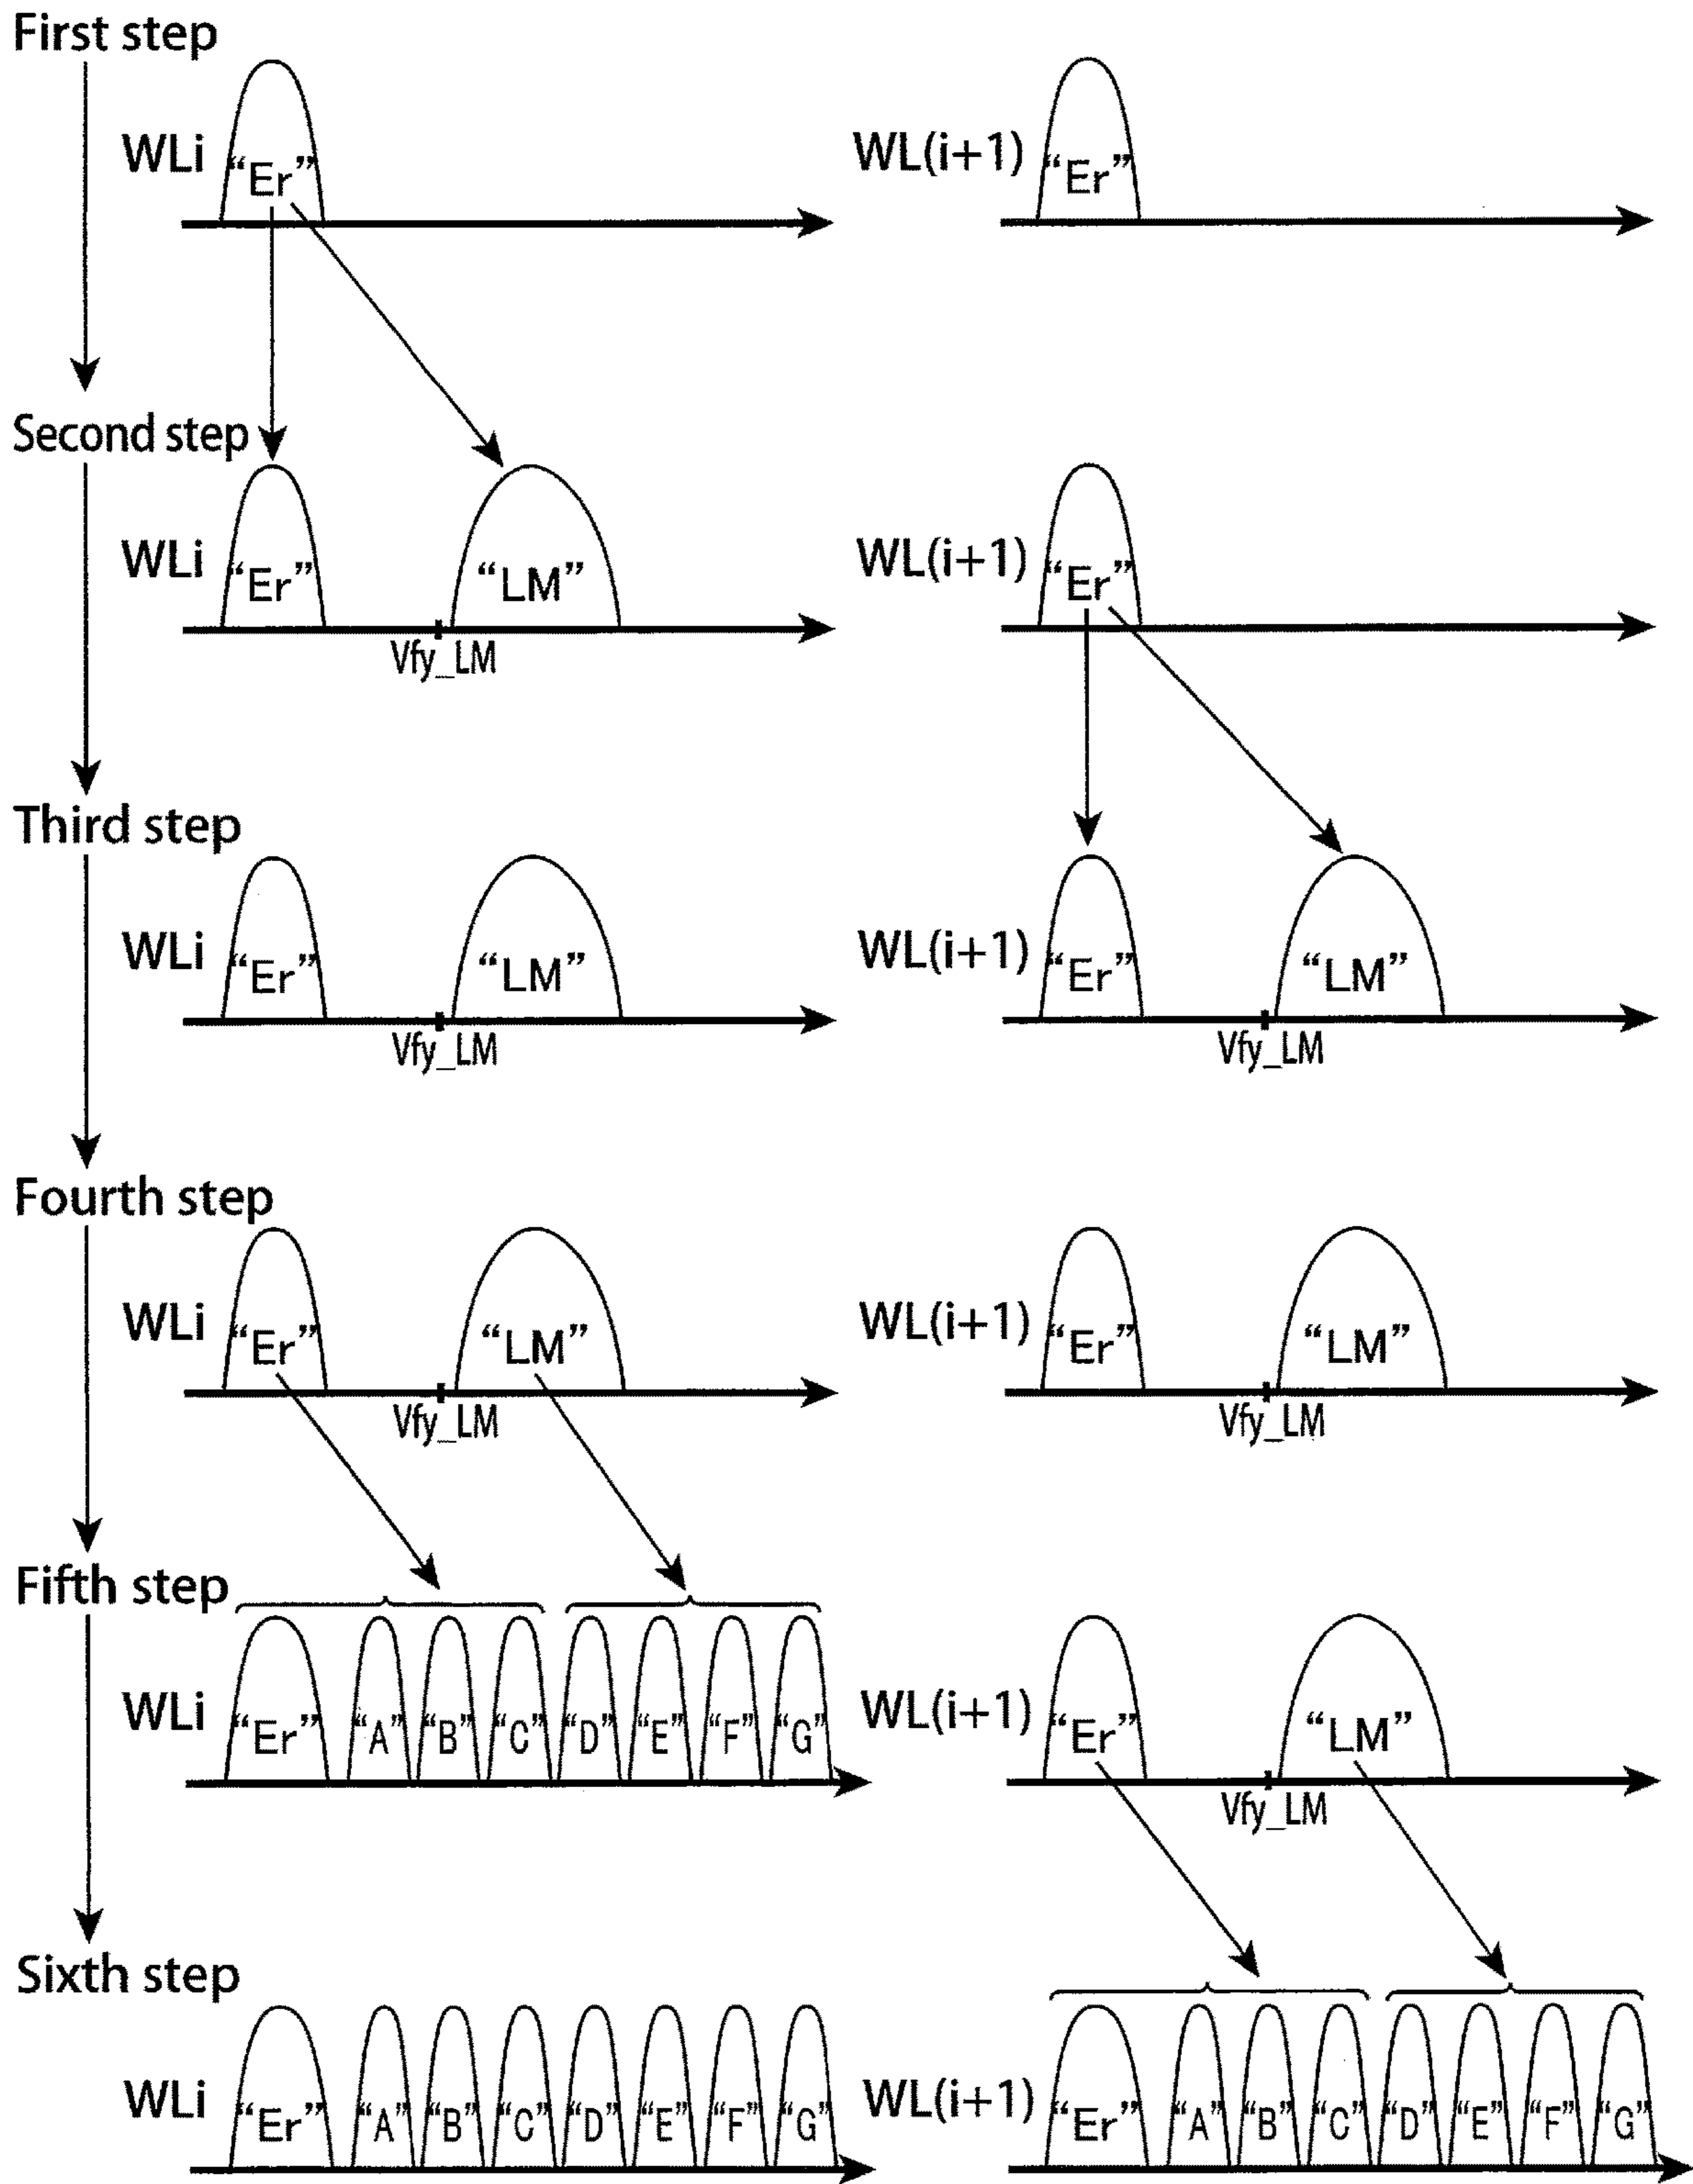 First step
WLi "Er"
WL(i+1) "Er"
Second step
WLi "Er" "LM"
Vfy_LM
WL(i+1) "Er"
Third step
WLi "Er" "LM"
Vfy_LM
WL(i+1) "Er" "LM"
Vfy_LM
Fourth step
WLi "Er" "LM"
Vfy_LM
WL(i+1) "Er" "LM"
Vfy_LM
Fifth step
WLi "Er" "A" "B" "C" "D" "E" "F" "G"
WL(i+1) "Er" "LM"
Vfy_LM
Sixth step
WLi "Er" "A" "B" "C" "D" "E" "F" "G"
WL(i+1) "Er" "A" "B" "C" "D" "E" "F" "G"